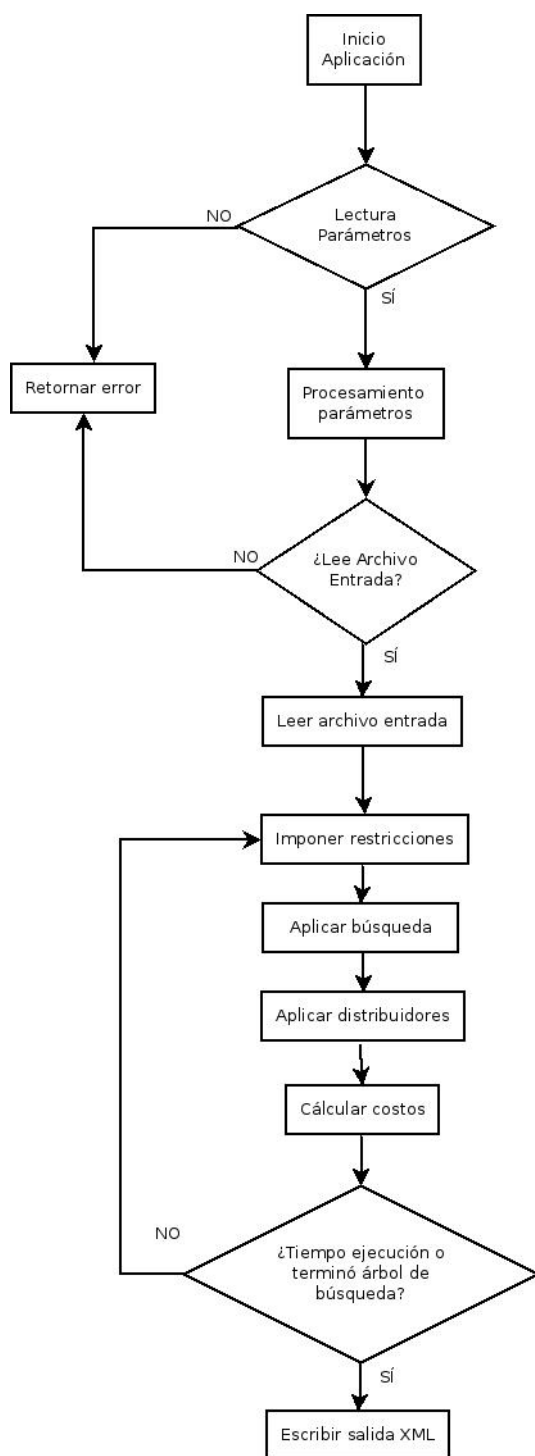 Inicio
Aplicación
NO
Lectura
Parámetros
SÍ
Retornar error
Procesamiento
parámetros
NO
¿Lee Archivo
Entrada?
SÍ
Leer archivo entrada
Imponer restricciones
Aplicar búsqueda
Aplicar distribuidores
Cálcular costos
NO
¿Tiempo ejecución o
terminó árbol de
búsqueda?
SÍ
Escribir salida XML